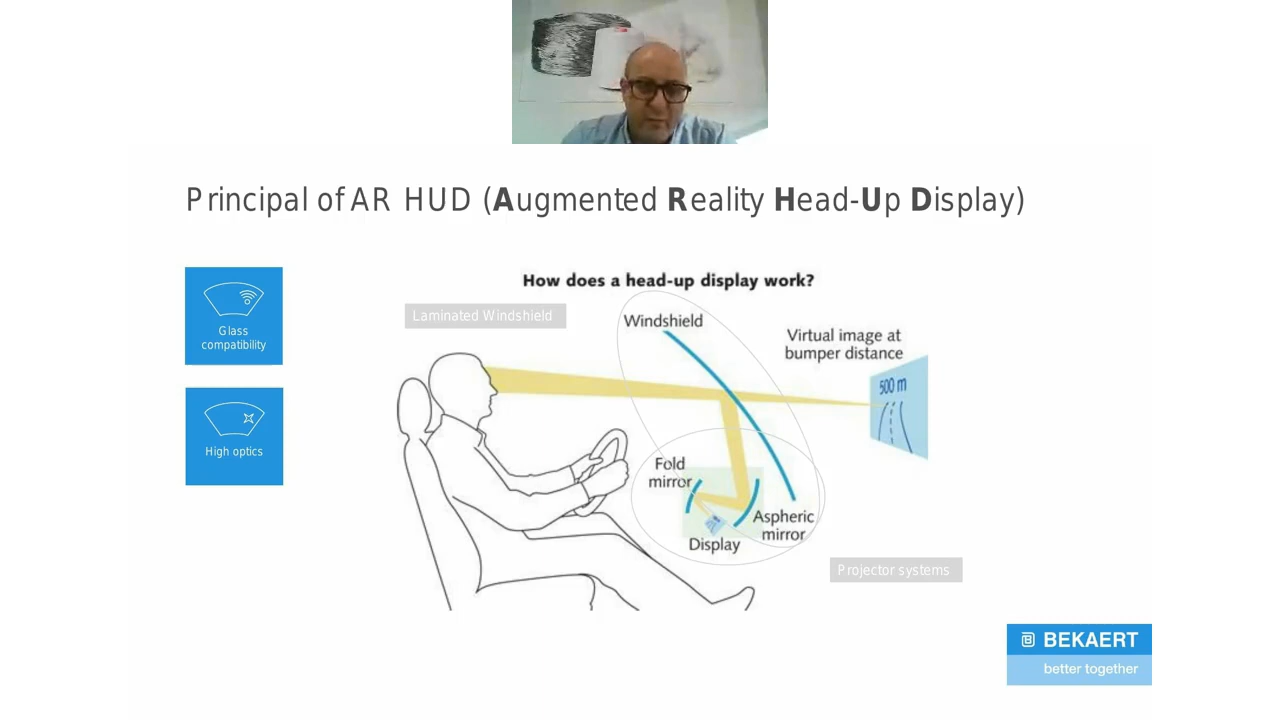 Principal of AR HUD (Augmented Reality Head-Up Display)
Glass
compatibility
High optics
How does a head-up display work?
Laminated Windshield
Windshield
Virtual image at
bumper distance
500 m
Fold
mirror
Aspheric
mirror
Display
Projector systems
BEKAERT
better together